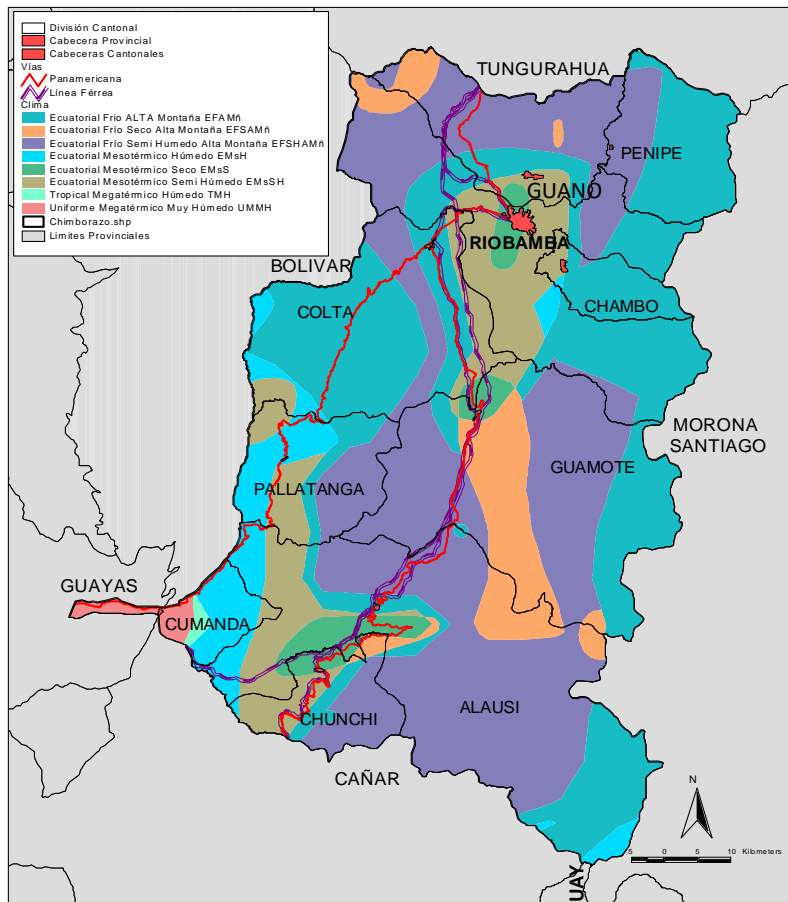 División Cantonal
Cabecera Provincial
Cabeceras Cantonales
Vías
Panamericana
Línea Férrea
Clima
Ecuatorial Frio ALTA Montaña EFAMñ
Ecuatorial Frío Seco Alta Montaña EFSAMñ
Ecuatorial Frío Semi Humedo Alta Montaña EFSHAMñ
Ecuatorial Mesotérmico Húmedo EMsH
Ecuatorial Mesotérmico Seco EMsS
Ecuatorial Mesotérmico Semi Húmedo EMsSH
Tropical Megatérmico Húmedo TMH
Uniforme Megatérmico Muy Húmedo UMMH
Chimborazo.shp
Limites Provinciales
TUNGURAHUA
PENIPE
GUANO
RIOBAMBA
BOLIVAR
COLTA
CHAMBO
MORONA
SANTIAGO
GUAMOTE
PALLATANGA
GUAYAS
CUMANDA
ALAUSI
CHUNCHI
CAÑAR
N
5 0 5 10 Kilometers
UAY